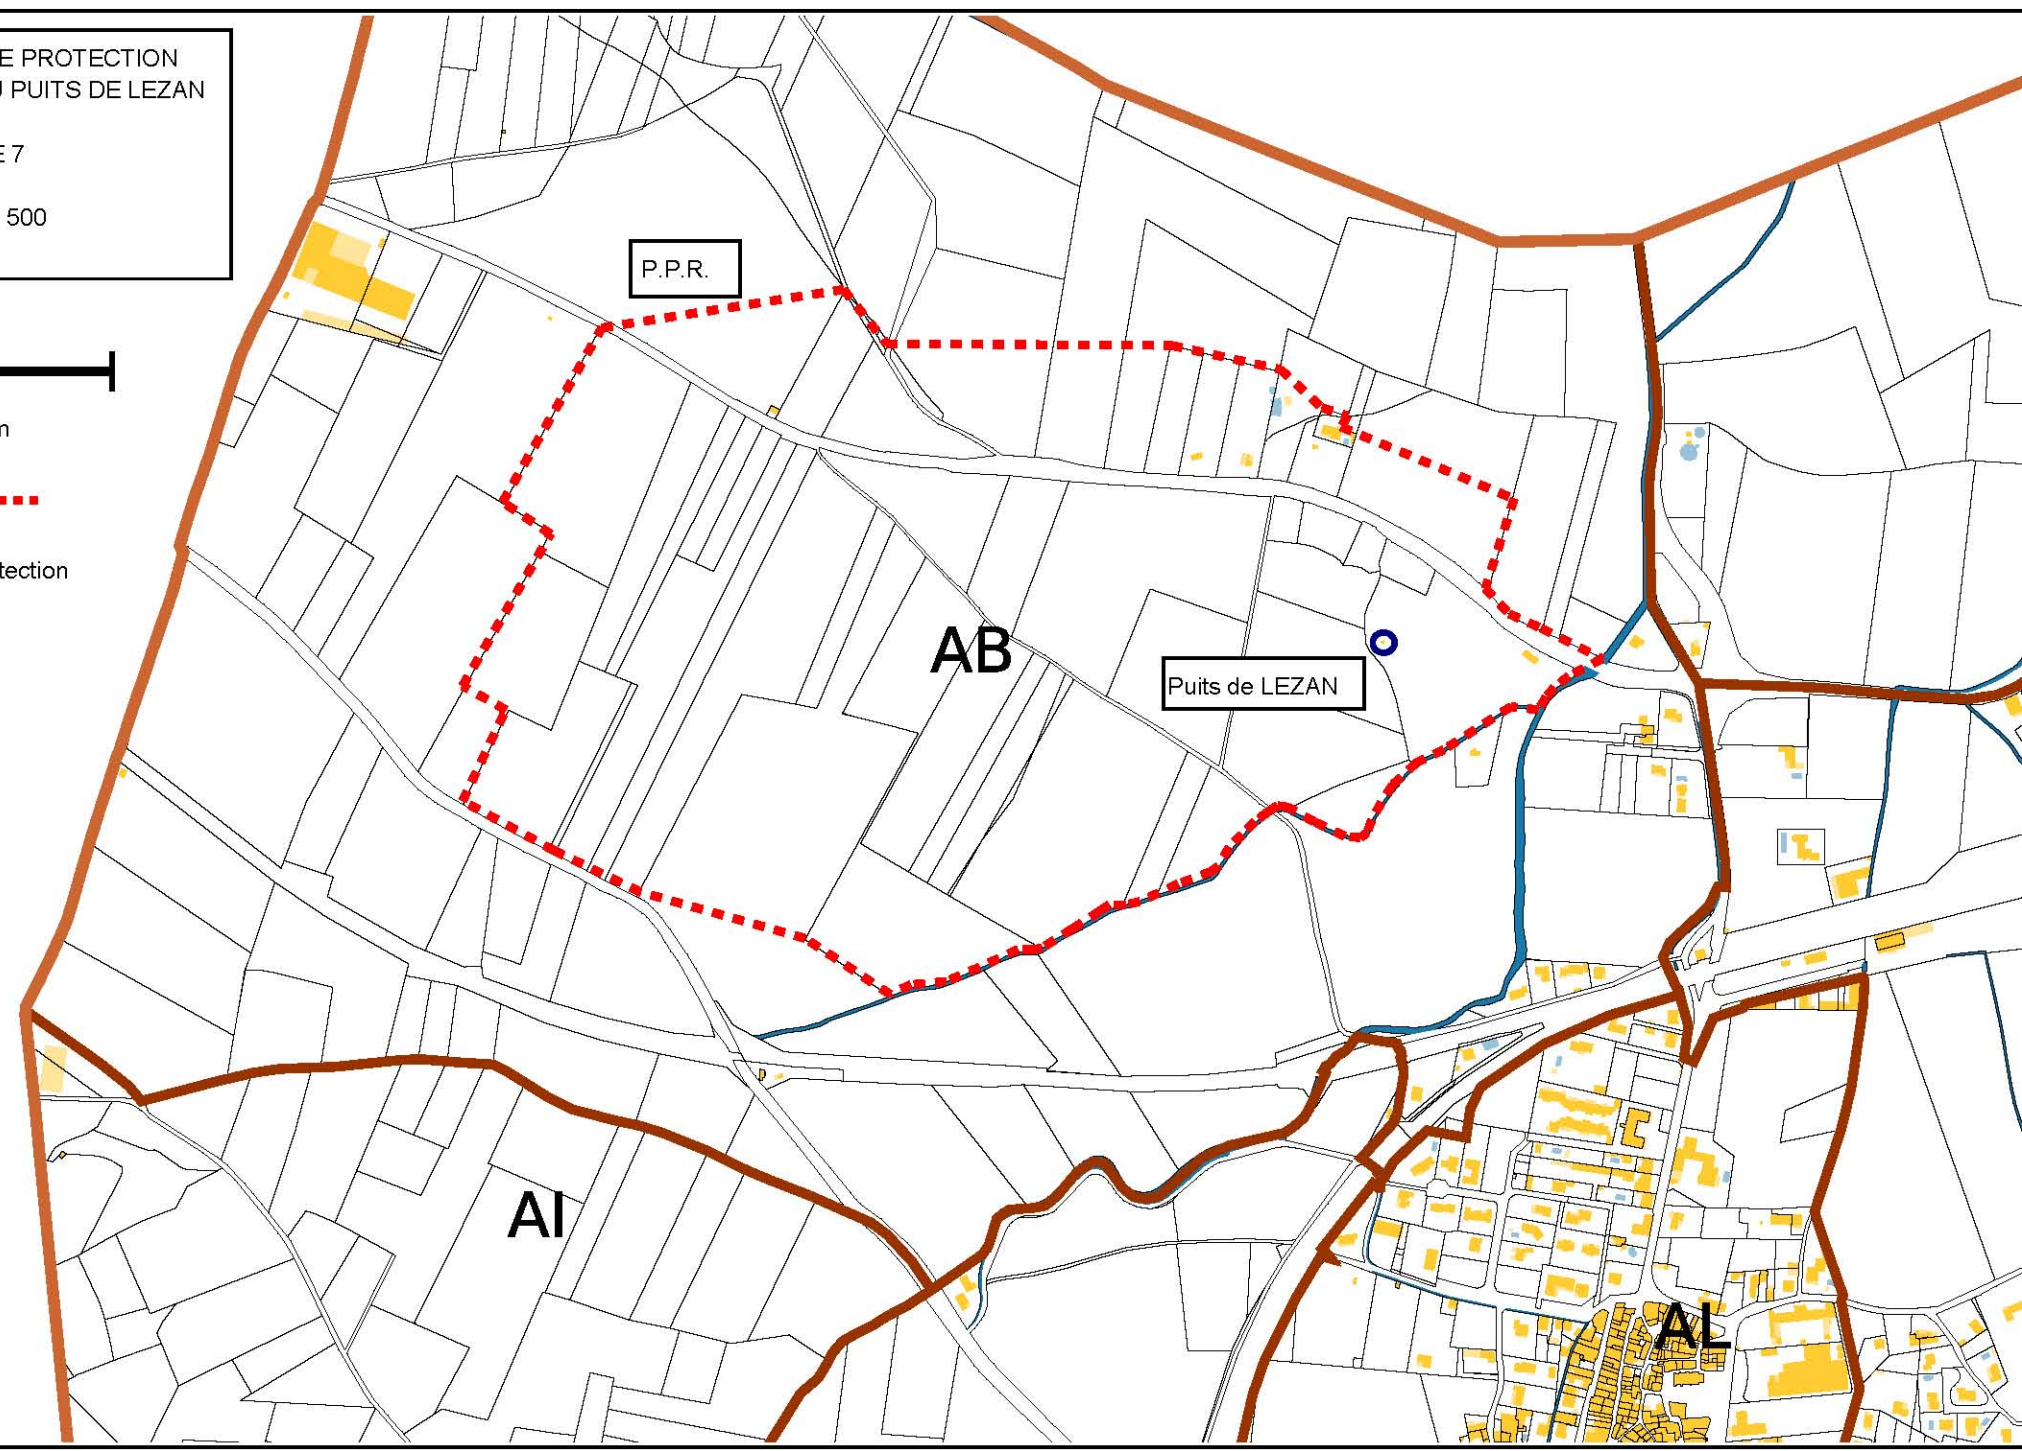 E PROTECTION
U PUITS DE LEZAN
E 7
500
m
tection
P.P.R.
AB
Puits de LEZAN
AI
AL